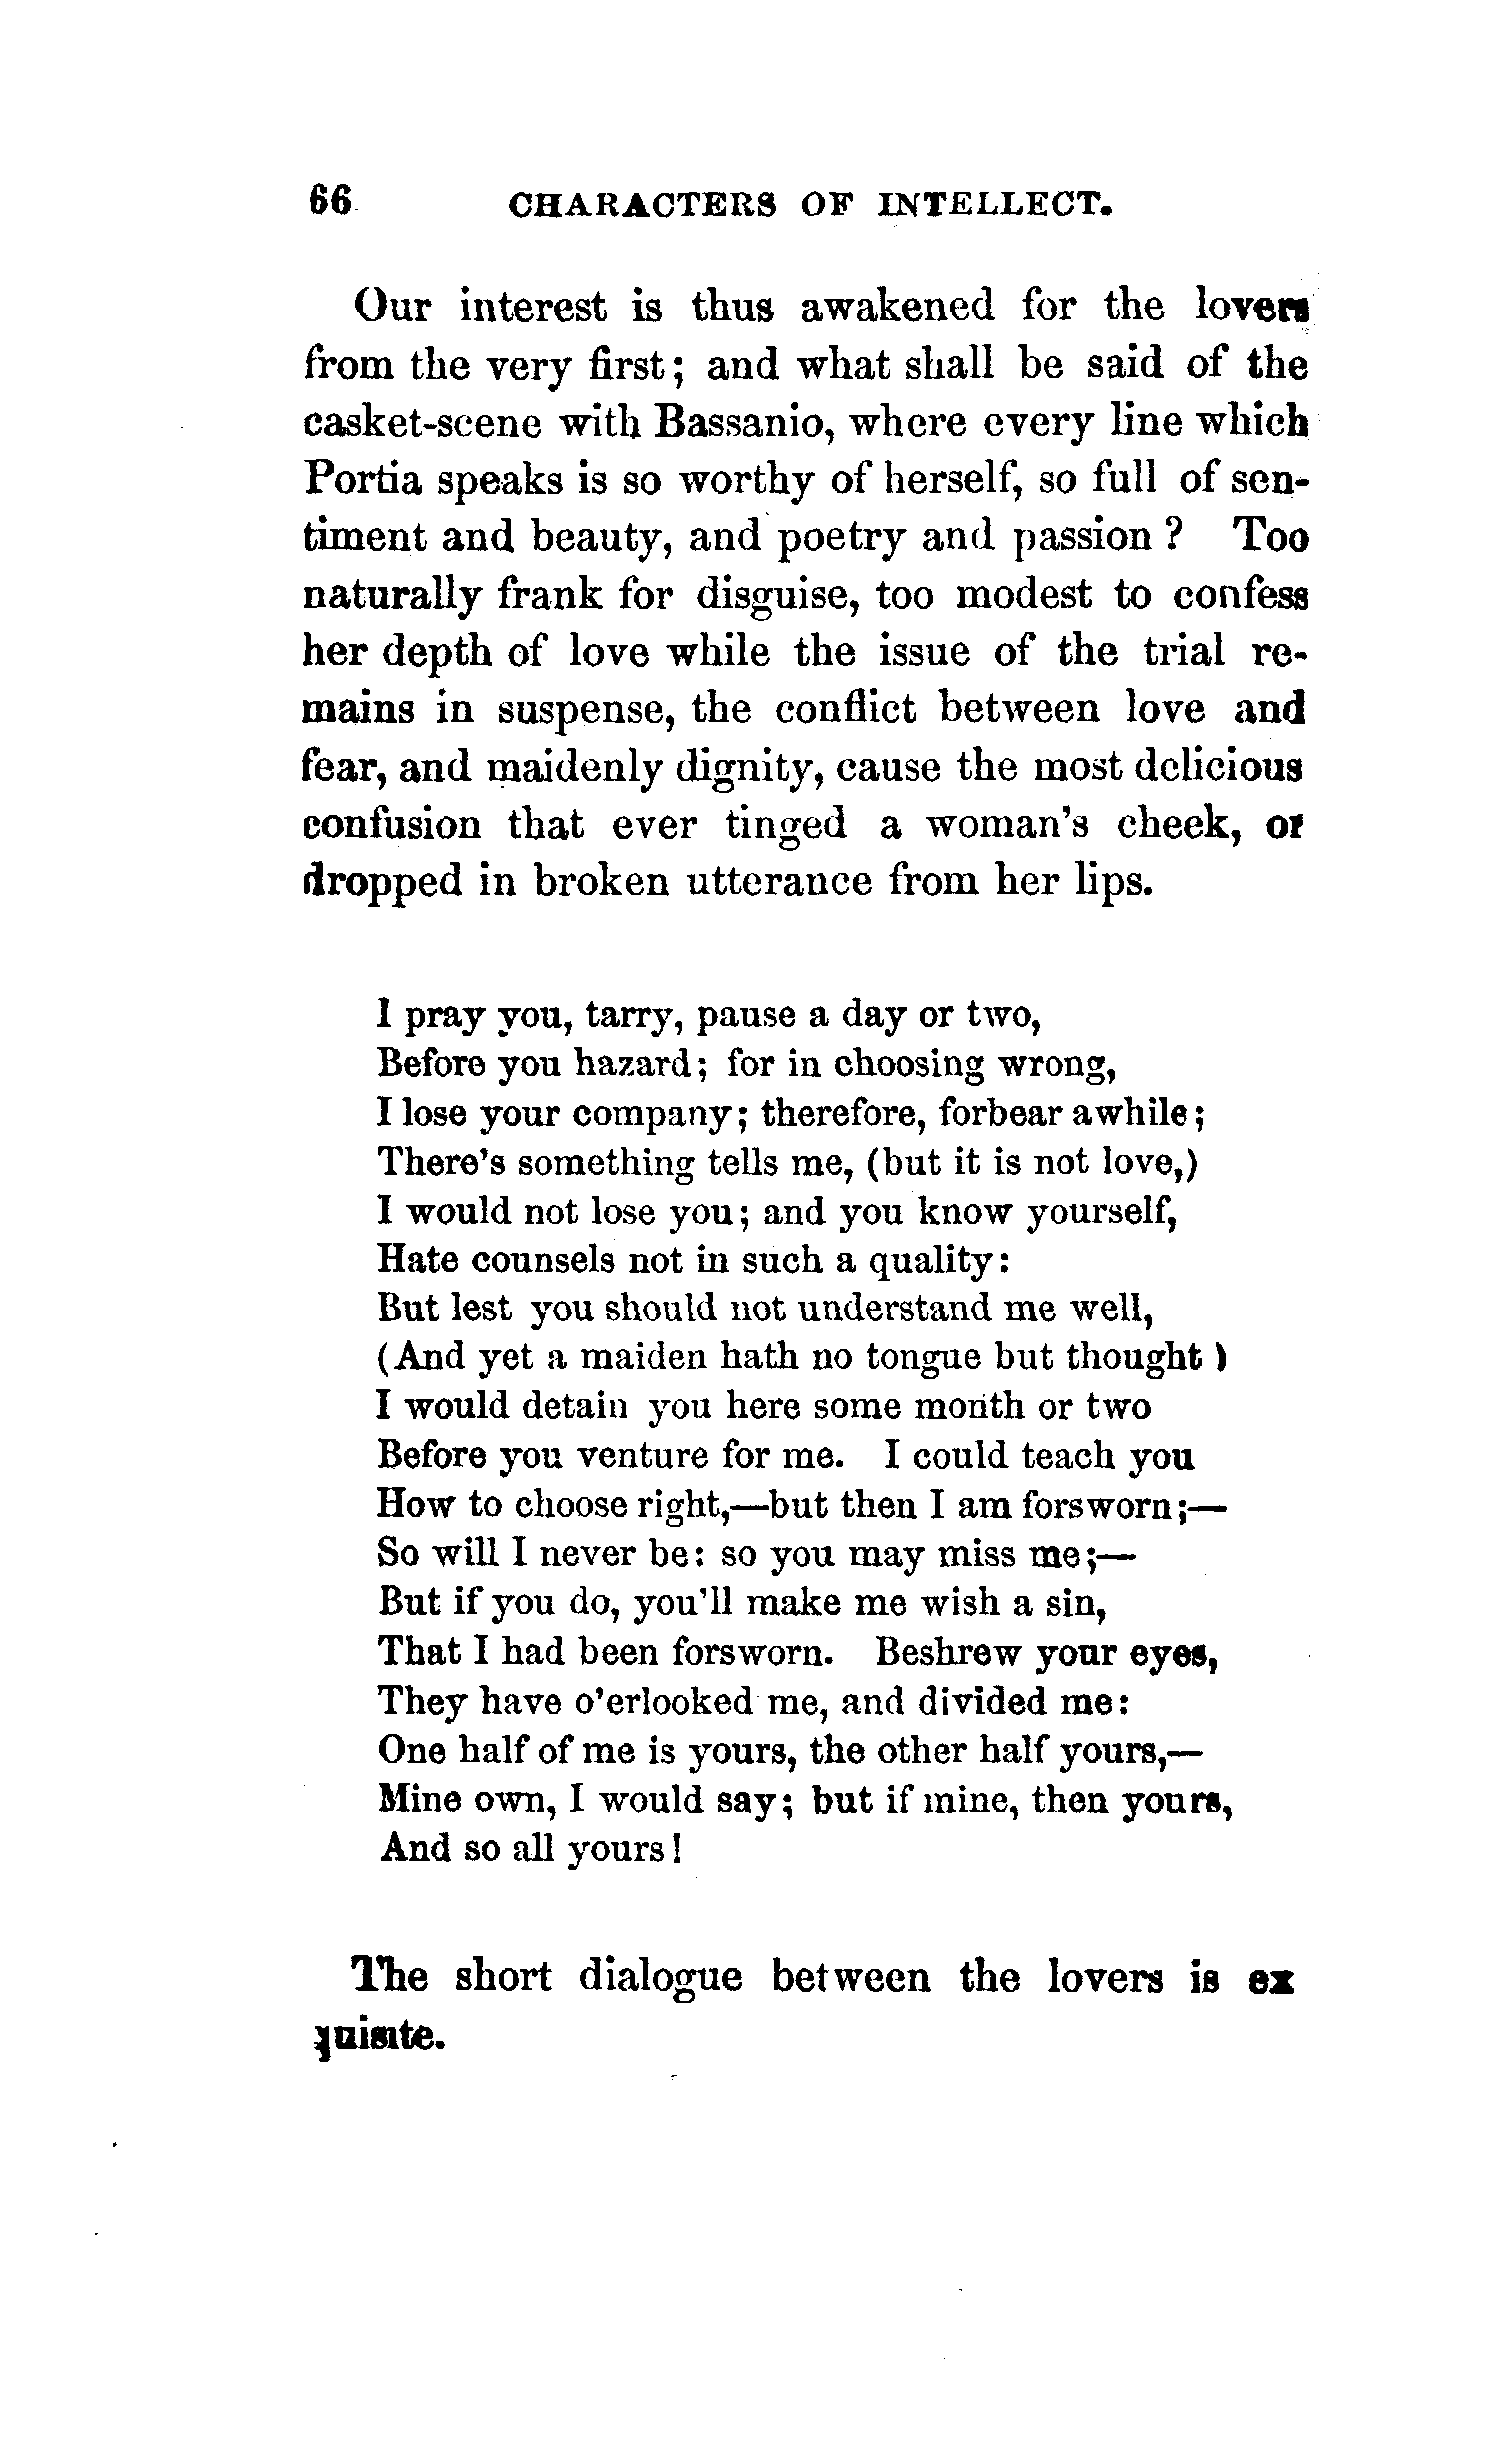 66 CHARACTERS OF INTELLECT.
Our interest is thus awakened for the lovers
from the very first; and what shall be said of the
casket-scene with Bassanio, where every line which
Portia speaks is so worthy of herself, so full of sen-
timent and beauty, and poetry and passion? Too
naturally frank for disguise, too modest to confess
her depth of love while the issue of the trial re-
mains in suspense, the conflict between love and
fear, and maidenly dignity, cause the most delicious
confusion that ever tinged a woman's cheek, or
dropped in broken utterance from her lips.
I pray you, tarry, pause a day or two,
Before you hazard; for in choosing wrong,
I lose your company; therefore, forbear awhile;
There's something tells me, (but it is not love,)
I would not lose you; and you know yourself,
Hate counsels not in such a quality:
But lest you should not understand me well,
(And yet a maiden hath no tongue but thought)
I would detain you here some month or two
Before you venture for me. I could teach you
How to choose right,—but then I am forsworn;—
So will I never be: so you may miss me;—
But if you do, you'll make me wish a sin,
That I had been forsworn. Beshrew your eyes,
They have o'erlooked me, and divided me:
One half of me is yours, the other half yours,—
Mine own, I would say; but if mine, then yours,
And so all yours!
The short dialogue between the lovers is ex
quisite.